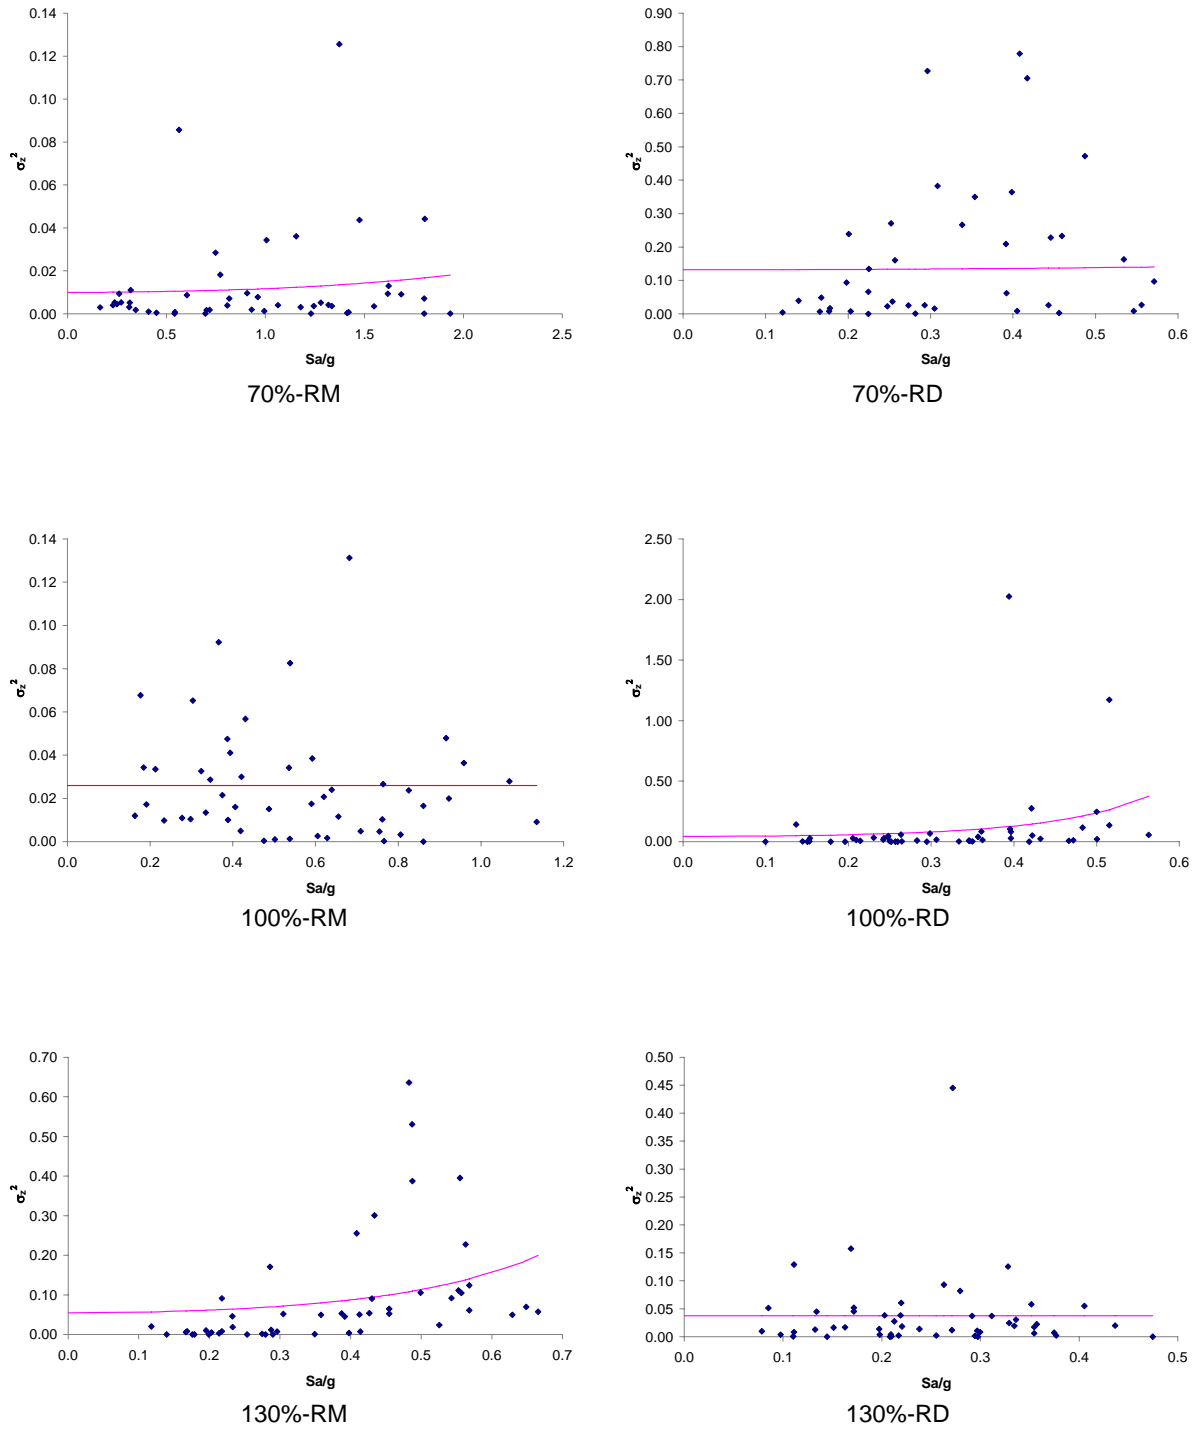 0.14
0.12
0.10
0.08
0.06
0.04
0.02
0.00
σz²
0.0 0.5 1.0 1.5 2.0 2.5
Sa/g
70%-RM
0.90
0.80
0.70
0.60
0.50
0.40
0.30
0.20
0.10
0.00
σz²
0.0 0.1 0.2 0.3 0.4 0.5 0.6
Sa/g
70%-RD
0.14
0.12
0.10
0.08
0.06
0.04
0.02
0.00
σz²
0.0 0.2 0.4 0.6 0.8 1.0 1.2
Sa/g
100%-RM
2.50
2.00
1.50
1.00
0.50
0.00
σz²
0.0 0.1 0.2 0.3 0.4 0.5 0.6
Sa/g
100%-RD
0.70
0.60
0.50
0.40
0.30
0.20
0.10
0.00
σz²
0.0 0.1 0.2 0.3 0.4 0.5 0.6 0.7
Sa/g
130%-RM
0.50
0.45
0.40
0.35
0.30
0.25
0.20
0.15
0.10
0.05
0.00
σz²
0.0 0.1 0.2 0.3 0.4 0.5
Sa/g
130%-RD